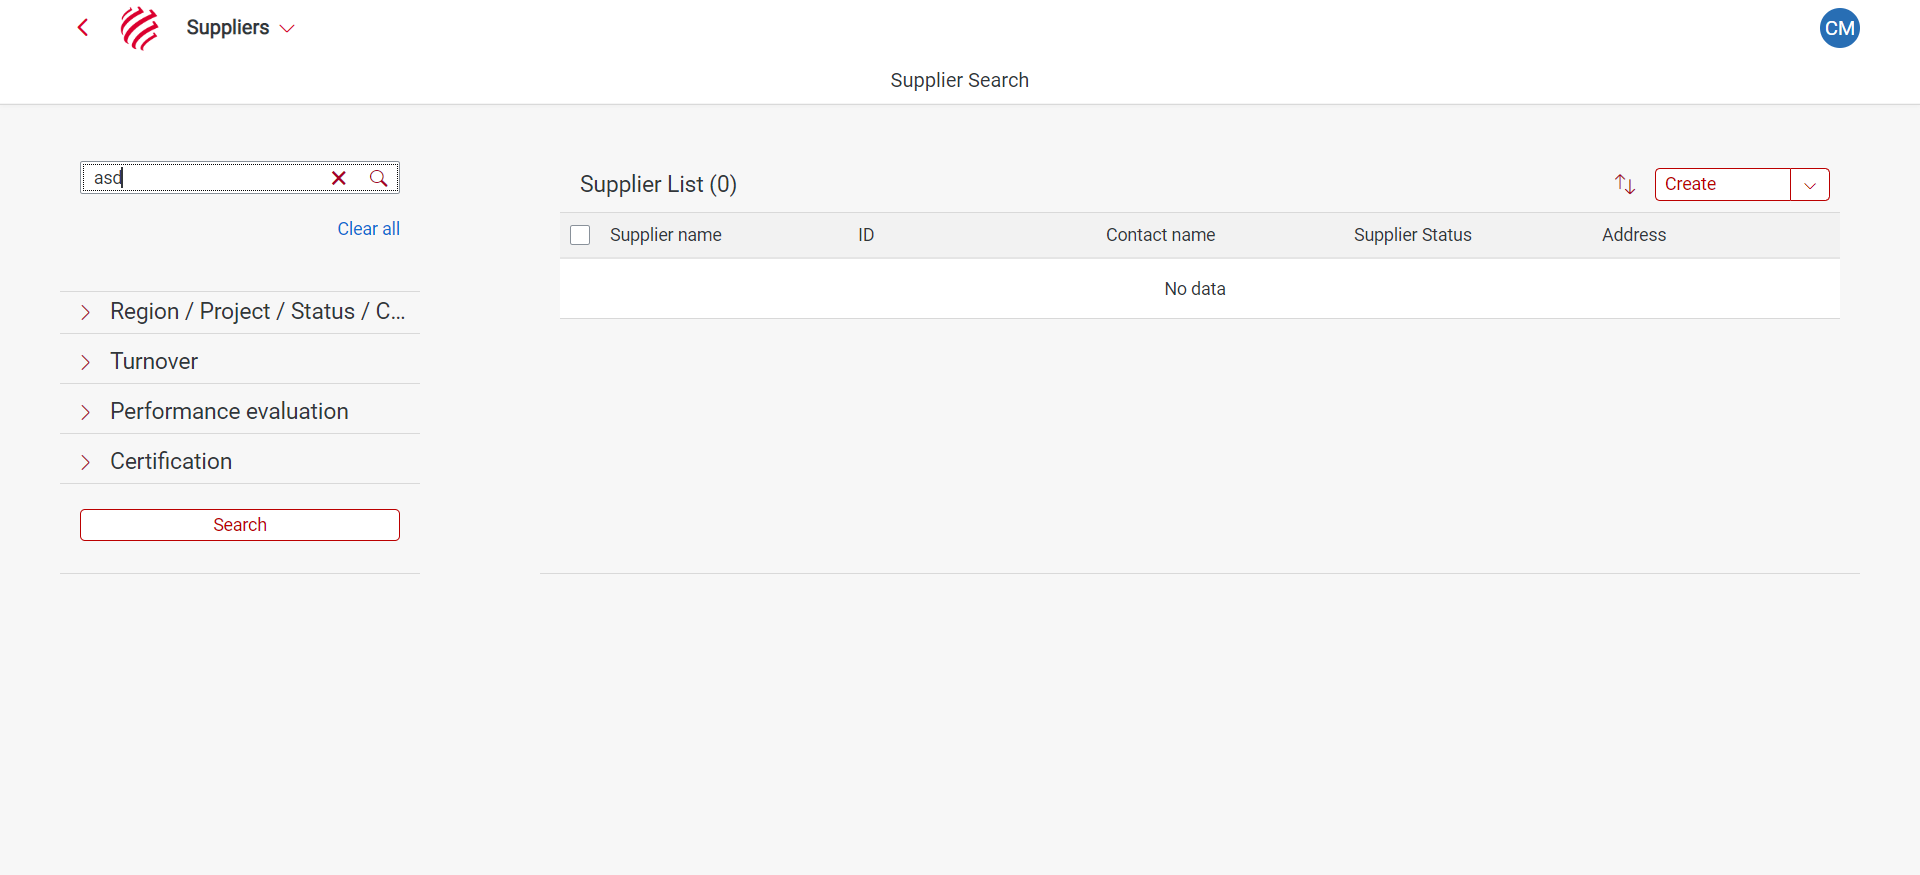 Suppliers
CM
Supplier Search
asd
Clear all
Region / Project / Status / C...
Turnover
Performance evaluation
Certification
Search
Supplier List (0)
Create
Supplier name ID Contact name Supplier Status Address
No data